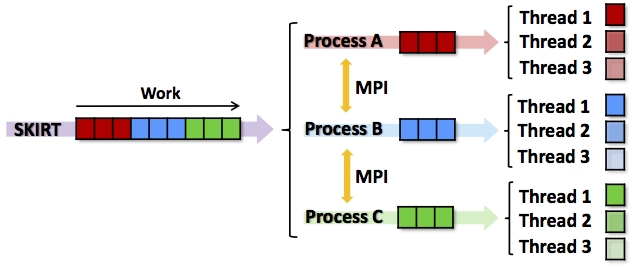 SKIRT
Work
Process A
MPI
Process B
MPI
Process C
Thread 1
Thread 2
Thread 3
Thread 1
Thread 2
Thread 3
Thread 1
Thread 2
Thread 3